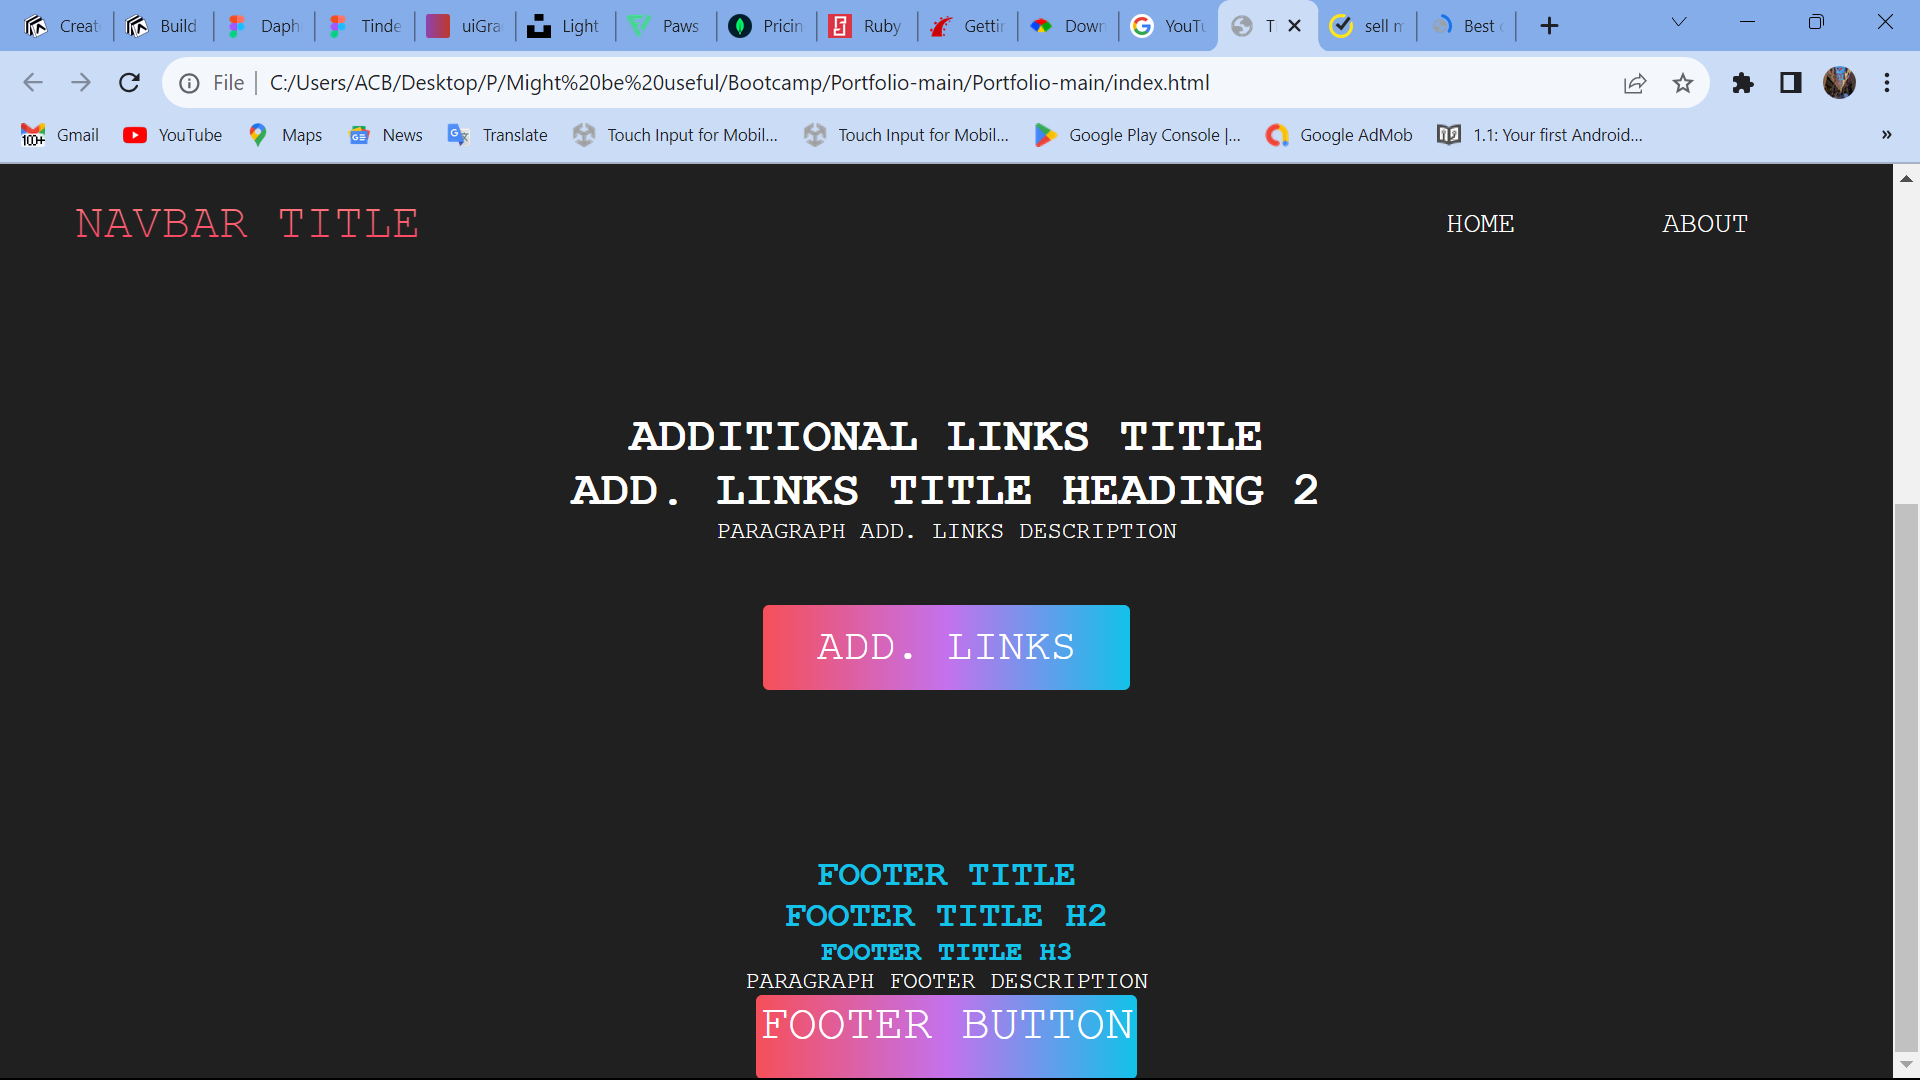 Creat
Build
Daph
Tinde
uiGra
Light
Paws
Pricin
Ruby
Gettin
Down
YouTu
Tl
sell m
Best
File
C:/Users/ACB/Desktop/P/Might%20be%20useful/Bootcamp/Portfolio-main/Portfolio-main/index.html
100+ Gmail
YouTube
Maps
News
Translate
Touch Input for Mobil...
Touch Input for Mobil...
Google Play Console |...
Google AdMob
1.1: Your first Android...
»
NAVBAR TITLE
HOME
ABOUT
ADDITIONAL LINKS TITLE
ADD. LINKS TITLE HEADING 2
PARAGRAPH ADD. LINKS DESCRIPTION
ADD. LINKS
FOOTER TITLE
FOOTER TITLE H2
FOOTER TITLE H3
PARAGRAPH FOOTER DESCRIPTION
FOOTER BUTTON